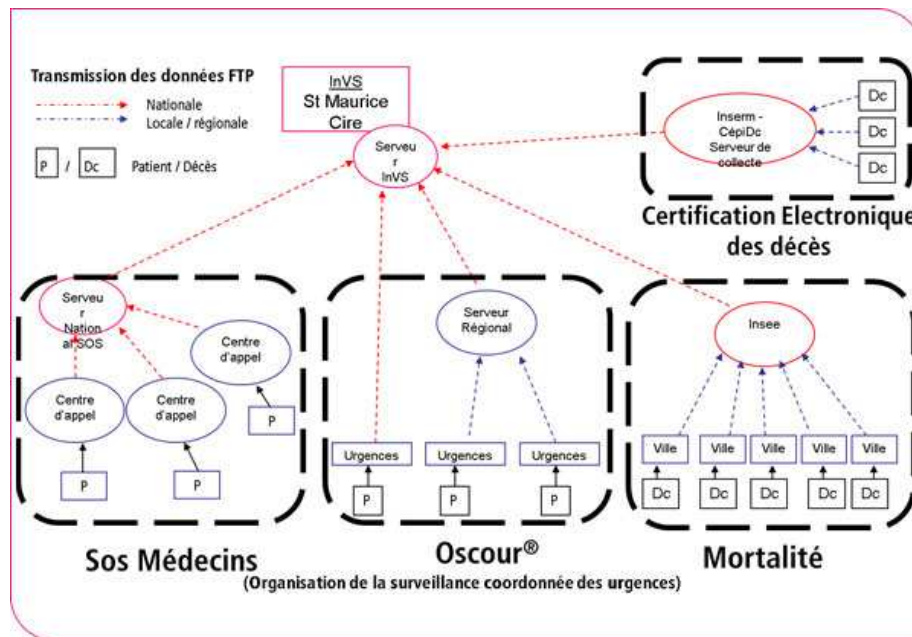 Transmission des données FTP
Nationale
Locale / régionale
P / Dc Patient / Décès
InVS
St Maurice
Cire
Serveu
r
InVS
Inserm -
CépiDc
Serveur de
collecte
Dc
Dc
Dc
Certification Electronique
des décès
Serveu
r
Nation
al SOS
Centre
d'appel
Centre
d'appel
Centre
d'appel
P
P
P
Sos Médecins
Serveur
Régional
Urgences
Urgences
Urgences
P
P
P
Oscour®
(Organisation de la surveillance coordonnée des urgences)
Insee
Ville
Ville
Ville
Ville
Ville
Dc
Dc
Dc
Dc
Dc
Mortalité